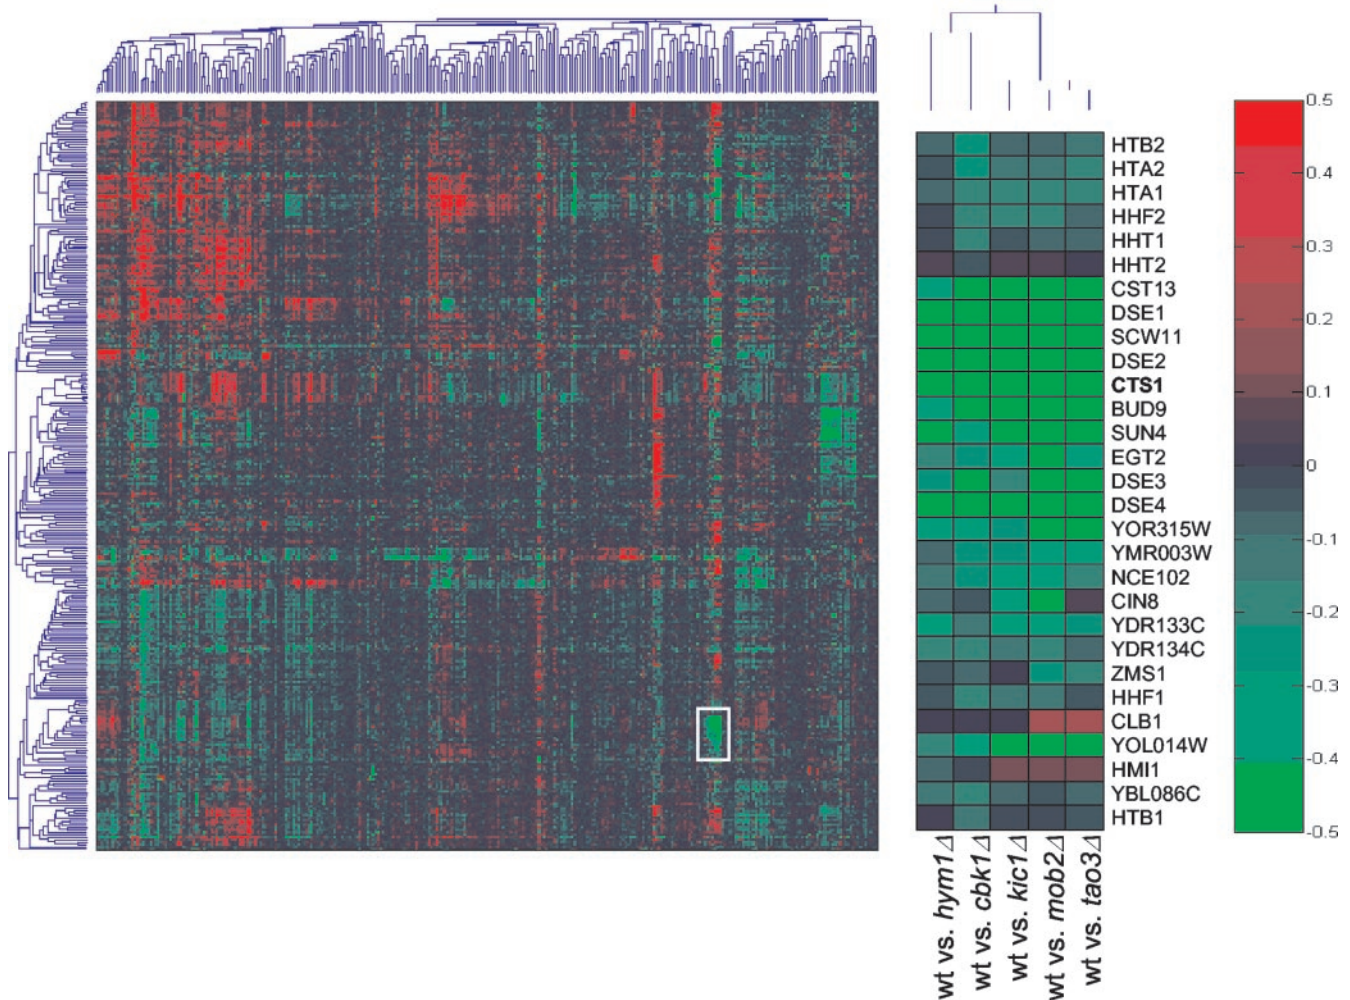 HTB2
HTA2
HTA1
HHF2
HHT1
HHT2
CST13
DSE1
SCW11
DSE2
CTS1
BUD9
SUN4
EGT2
DSE3
DSE4
YOR315W
YMR003W
NCE102
CIN8
YDR133C
YDR134C
ZMS1
HHF1
CLB1
YOL014W
HMI1
YBL086C
HTB1
wt vs. hym1Δ
wt vs. cbk1Δ
wt vs. kic1Δ
wt vs. mob2Δ
wt vs. tao3Δ
0.5
0.4
0.3
0.2
0.1
0
-0.1
-0.2
-0.3
-0.4
-0.5